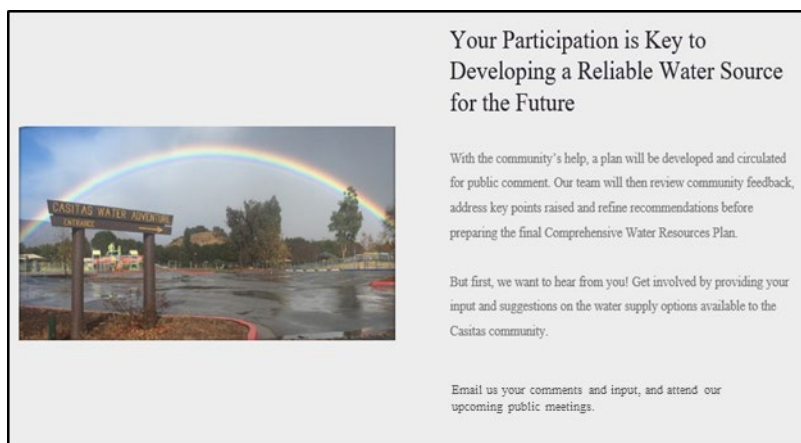 Your Participation is Key to
Developing a Reliable Water Source
for the Future
With the community's help, a plan will be developed and circulated
for public comment. Our team will then review community feedback,
address key points raised and refine recommendations before
preparing the final Comprehensive Water Resources Plan.
But first, we want to hear from you! Get involved by providing your
input and suggestions on the water supply options available to the
Casitas community.
Email us your comments and input, and attend our
upcoming public meetings.
CASITAS WATER ADVENTURE
ENTRANCE